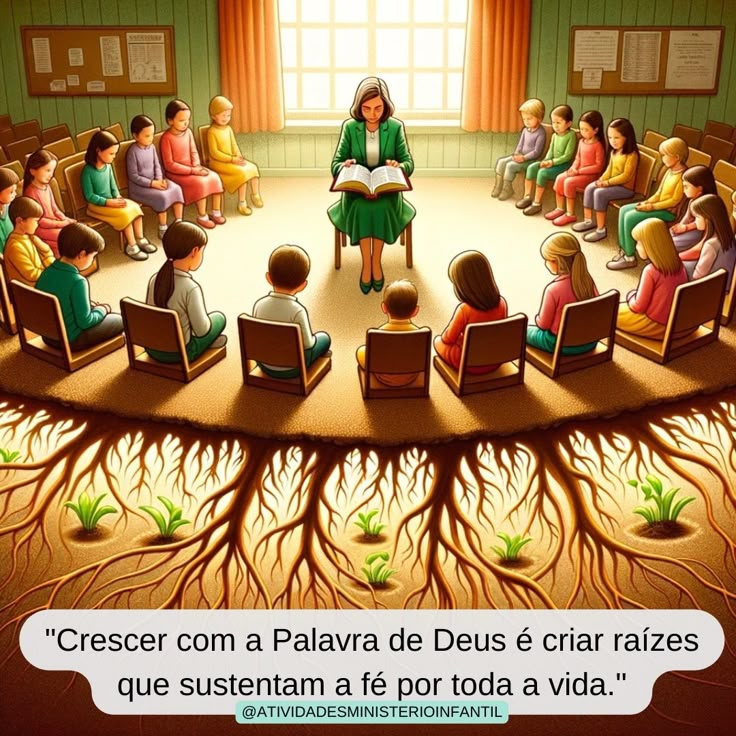 "Crescer com a Palavra de Deus é criar raízes
que sustentam a fé por toda a vida."
@ATIVIDADESMINISTERIOINFANTIL